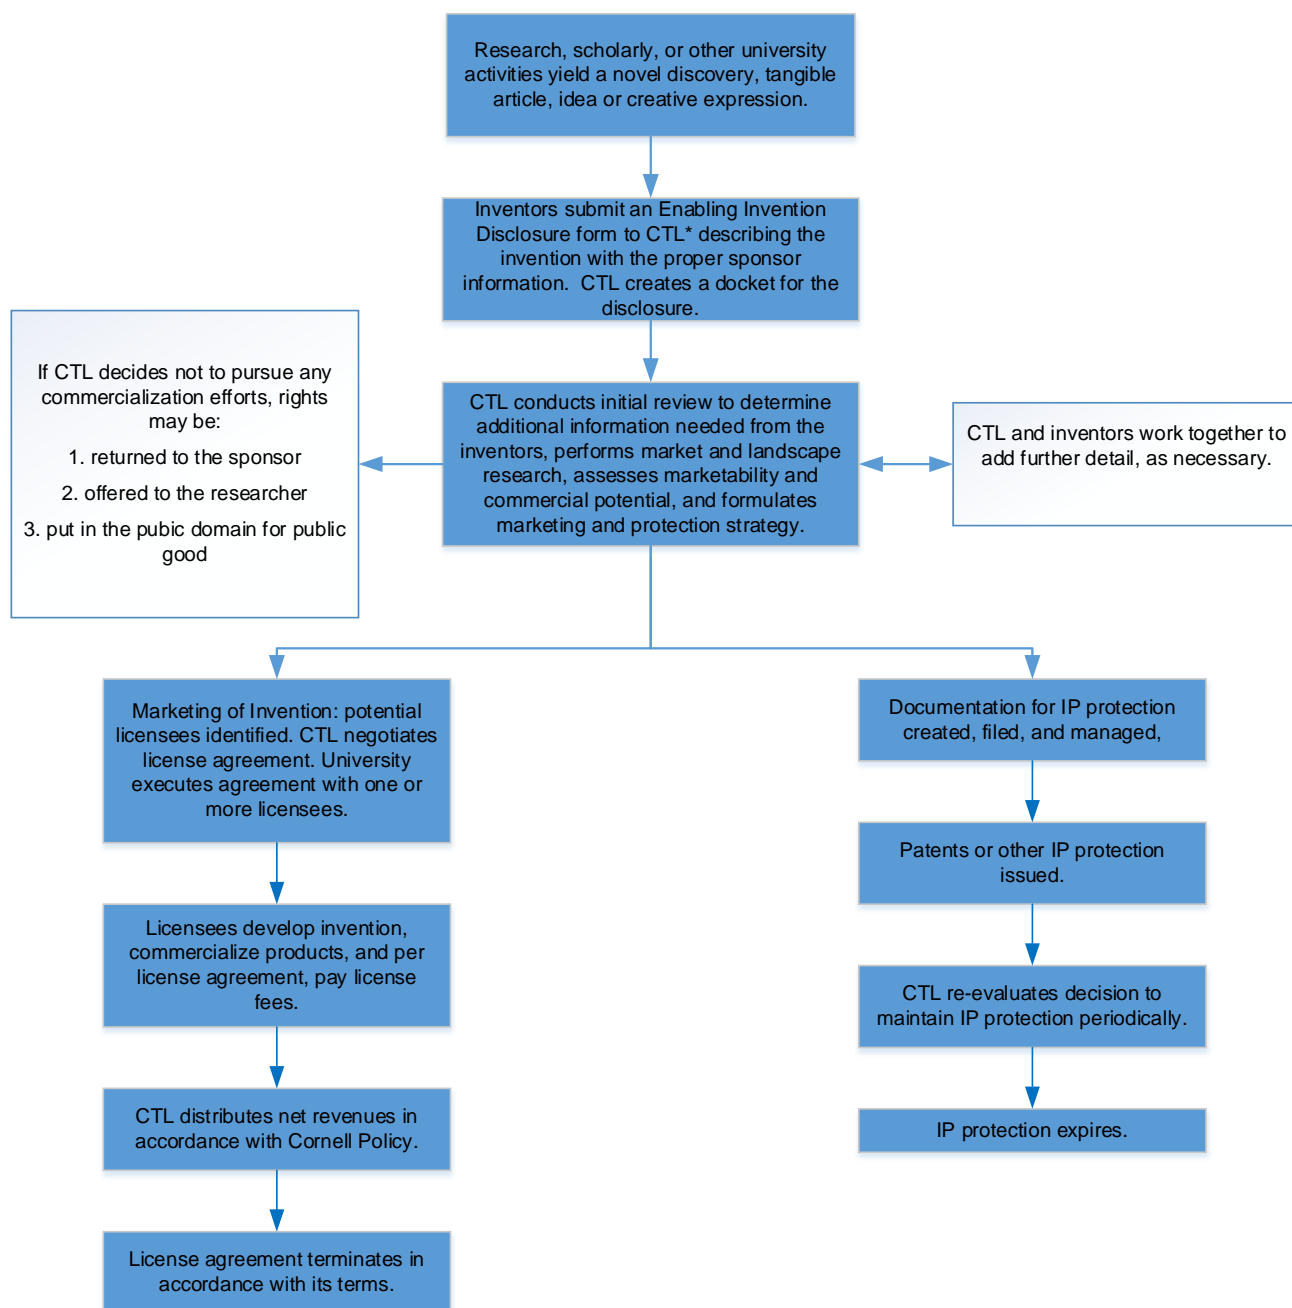 Research, scholarly, or other university
activities yield a novel discovery, tangible
article, idea or creative expression.
Inventors submit an Enabling Invention
Disclosure form to CTL* describing the
invention with the proper sponsor
information.  CTL creates a docket for the
disclosure.
If CTL decides not to pursue any
commercialization efforts, rights
may be:
1. returned to the sponsor
2. offered to the researcher
3. put in the pubic domain for public
good
CTL conducts initial review to determine
additional information needed from the
inventors, performs market and landscape
research, assesses marketability and
commercial potential, and formulates
marketing and protection strategy.
CTL and inventors work together to
add further detail, as necessary.
Marketing of Invention: potential
licensees identified. CTL negotiates
license agreement. University
executes agreement with one or
more licensees.
Licensees develop invention,
commercialize products, and per
license agreement, pay license
fees.
CTL distributes net revenues in
accordance with Cornell Policy.
License agreement terminates in
accordance with its terms.
Documentation for IP protection
created, filed, and managed,
Patents or other IP protection
issued.
CTL re-evaluates decision to
maintain IP protection periodically.
IP protection expires.